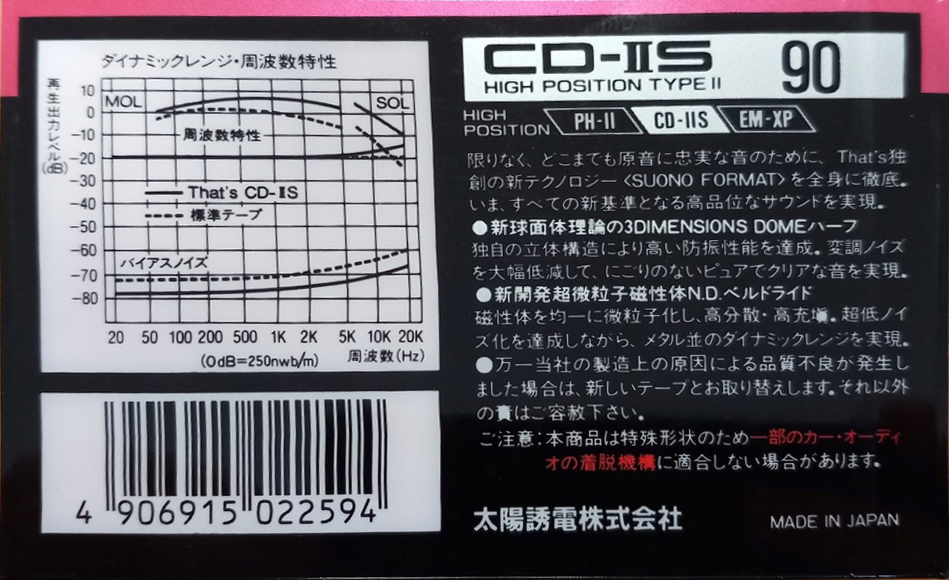 ダイナミックレンジ・周波数特性
再生出力レベル(dB)
10
0
-10
-20
-30
-40
-50
-60
-70
-80
MOL
SOL
周波数特性
That's CD-ⅡS
標準テープ
バイアスノイズ
20 50 100 200 500 1K 2K 5K 10K 20K
(0dB=250nwb/m) 周波数(Hz)
4 906915 022594
CD-ⅡS 90
HIGH POSITION TYPE Ⅱ
HIGH POSITION PH-Ⅱ CD-ⅡS EM-XP
限りなく、どこまでも原音に忠実な音のために、That's独
創の新テクノロジー〈SUONO FORMAT〉を全身に徹底。
いま、すべての新基準となる高品位なサウンドを実現。
●新球面体理論の3DIMENSIONS DOMEハーフ
独自の立体構造により高い防振性能を達成。変調ノイズ
を大幅低減して、にごりのないピュアでクリアな音を実現。
●新開発超微粒子磁性体N.D.ベルドライド
磁性体を均一に微粒子化し、高分散・高充塡。超低ノイ
ズ化を達成しながら、メタル並のダイナミックレンジを実現。
●万一当社の製造上の原因による品質不良が発生し
ました場合は、新しいテープとお取り替えします。それ以外
の責はご容赦下さい。
ご注意:本商品は特殊形状のため一部のカー・オーディ
オの着脱機構に適合しない場合があります。
太陽誘電株式会社 MADE IN JAPAN